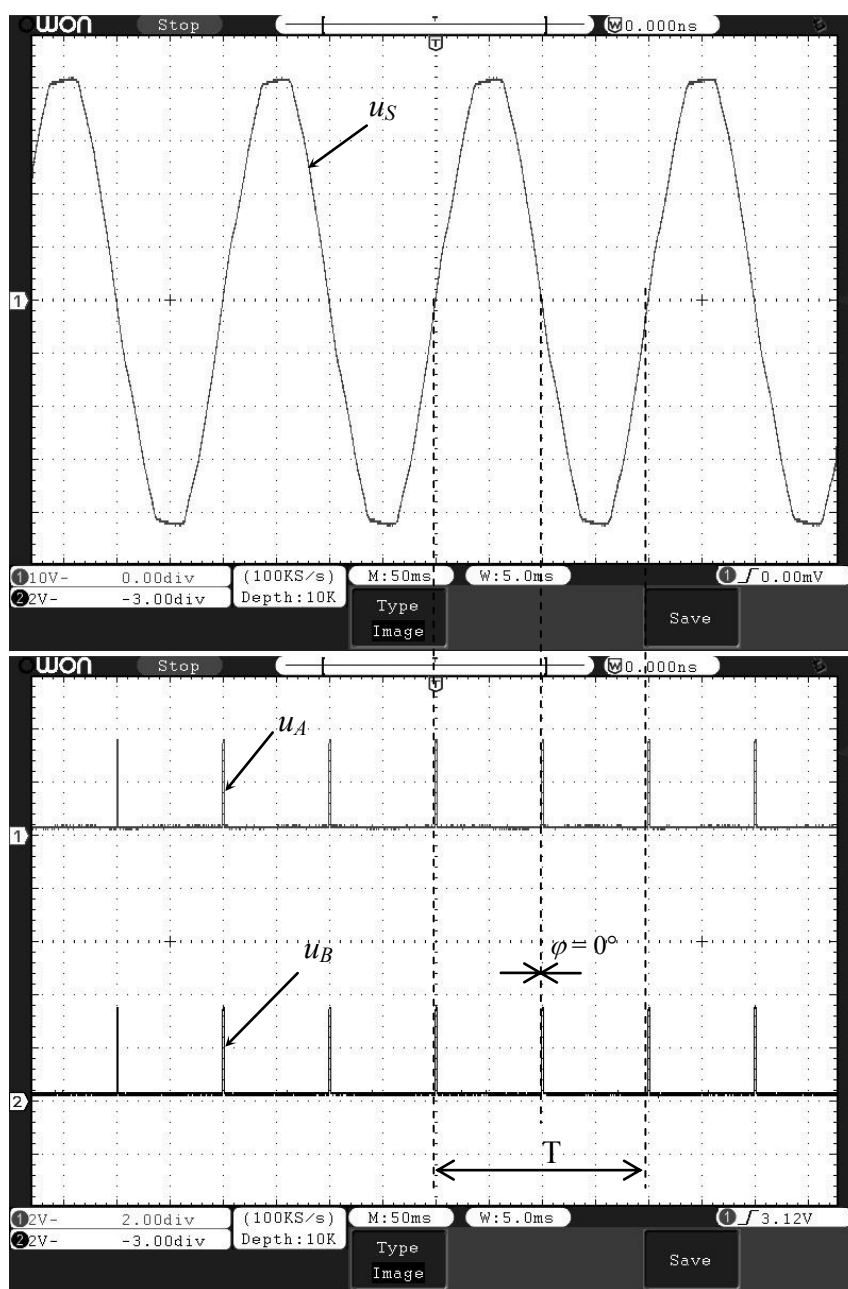 OWON Stop T W 0.000ns
T
u_S
1
1 10V- 0.00div (100KS/s) M:50ms W:5.0ms 1 0.00mV
2 2V- -3.00div Depth:10K
Type
Image Save
OWON Stop T W 0.000ns
T
u_A
1
u_B φ = 0°
2
T
1 2V- 2.00div (100KS/s) M:50ms W:5.0ms 1 3.12V
2 2V- -3.00div Depth:10K
Type
Image Save